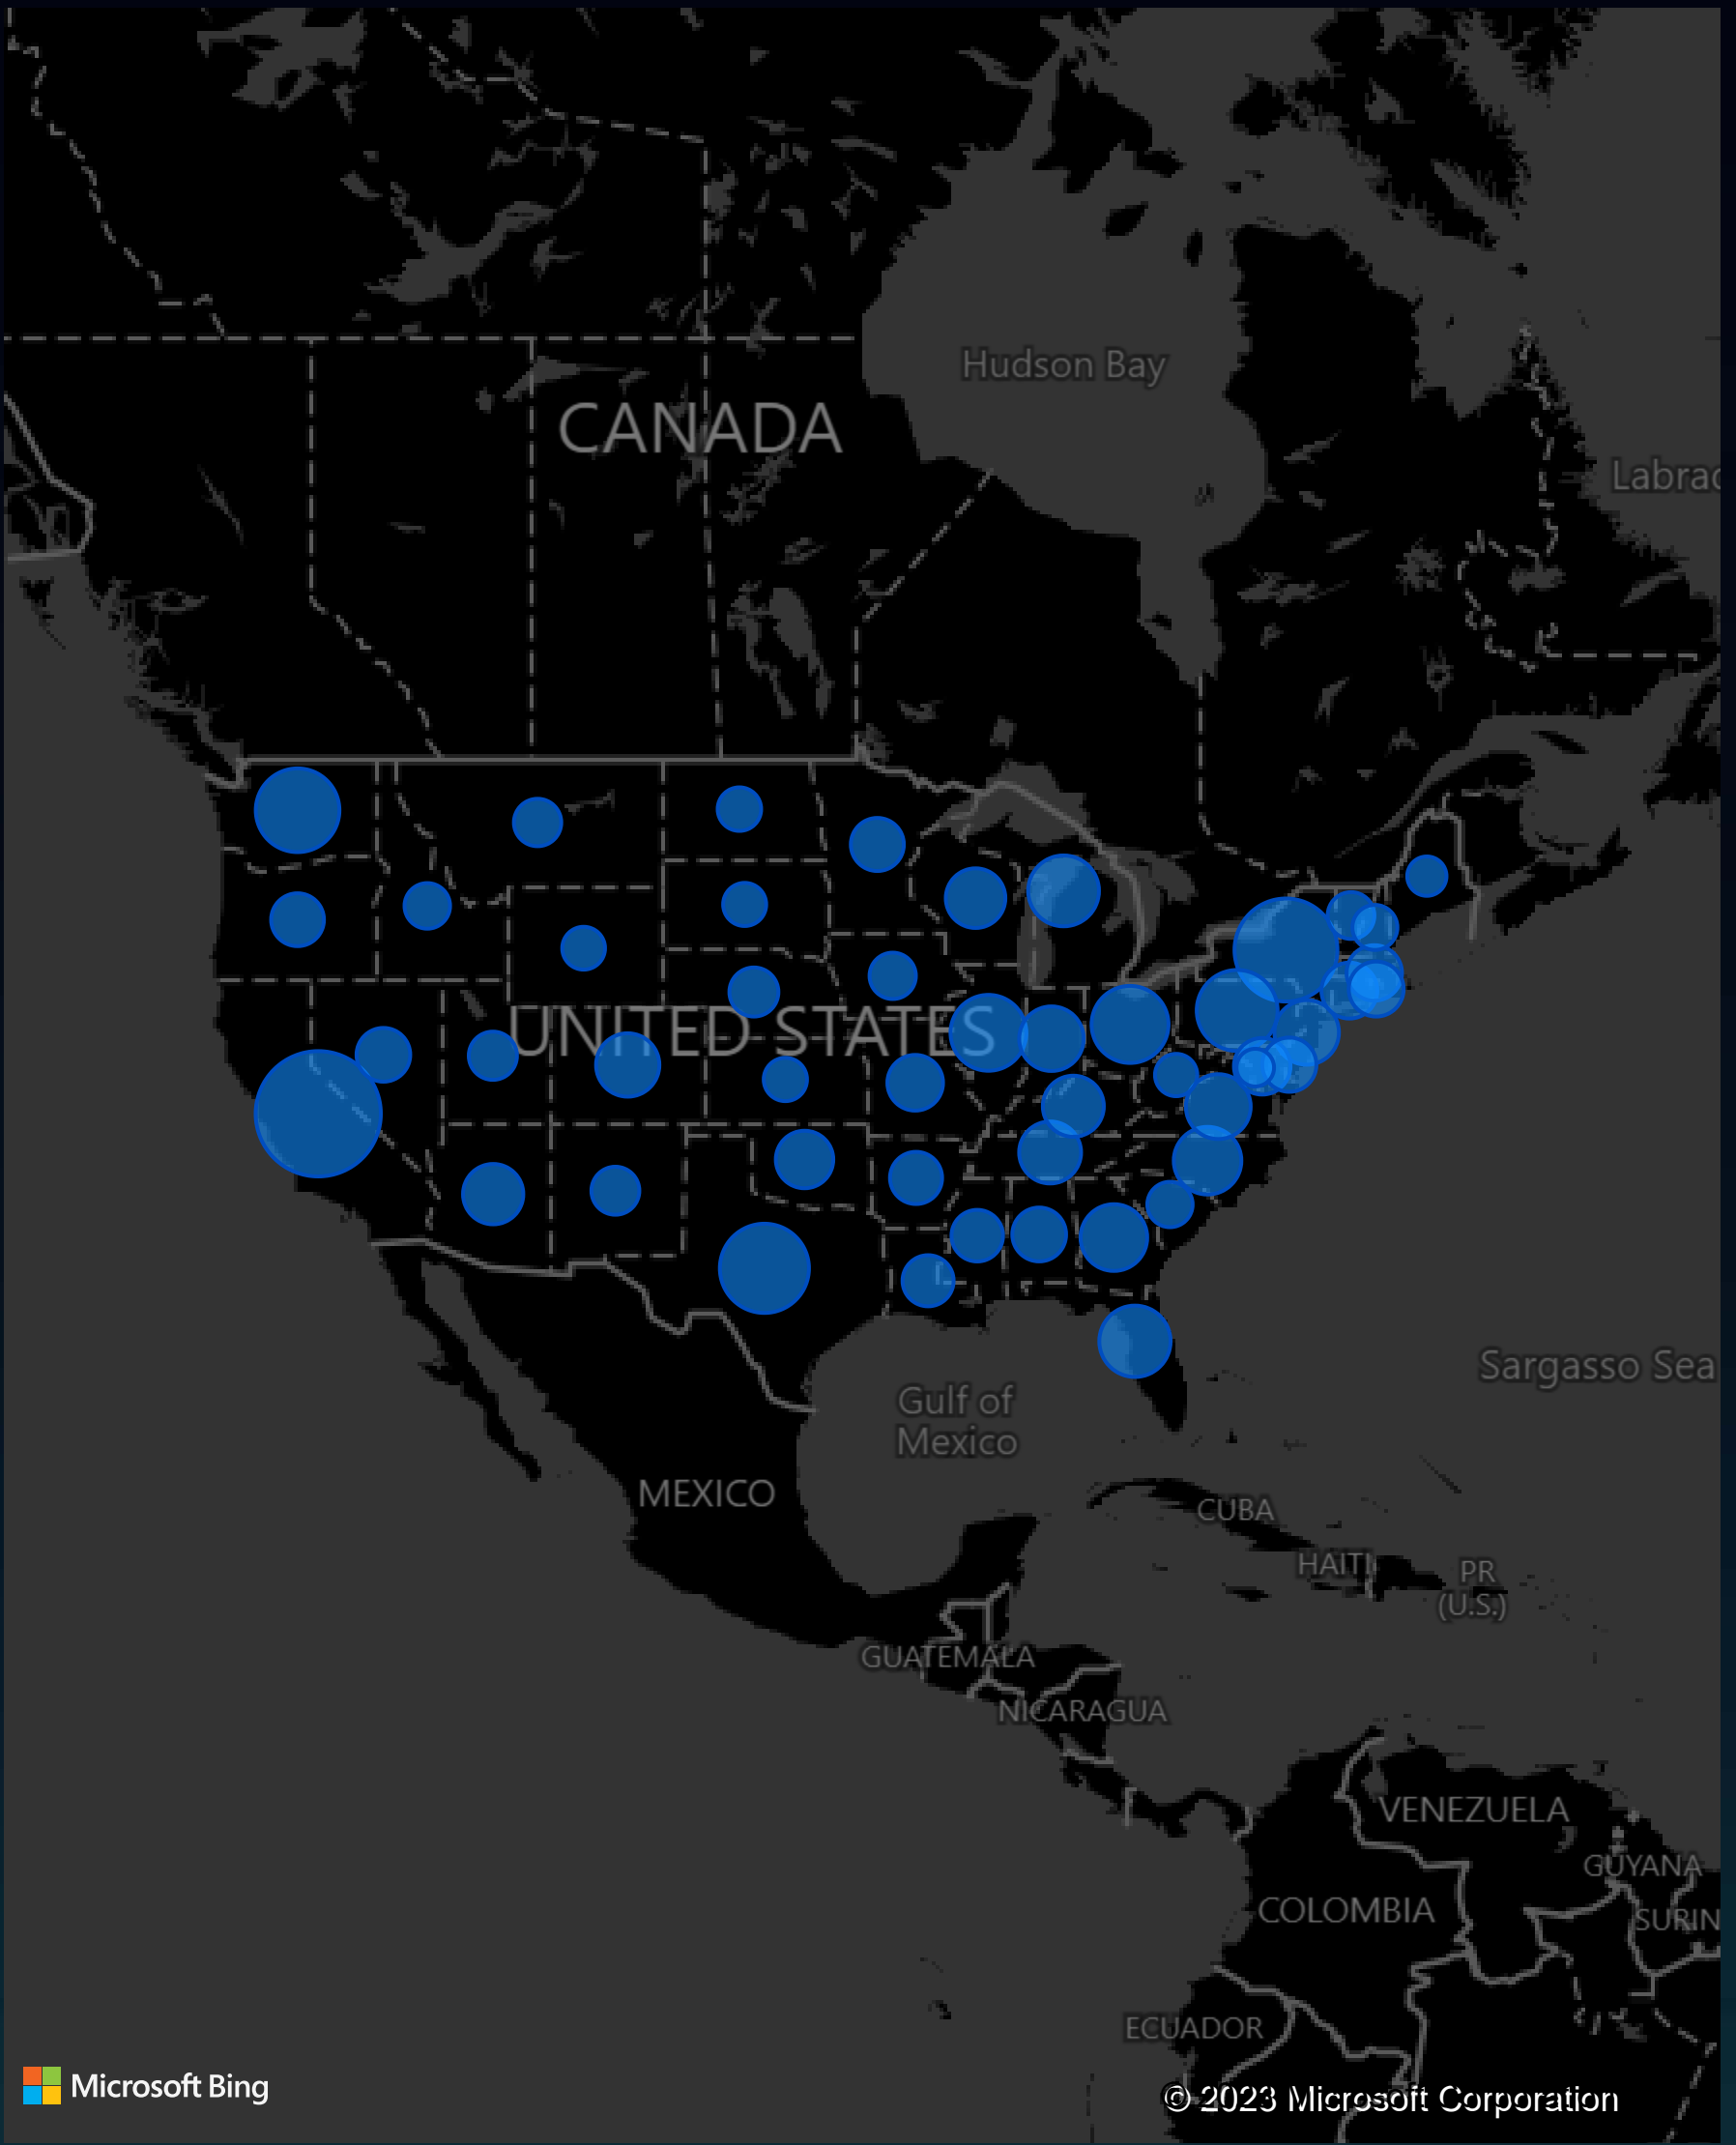 Hudson Bay
CANADA
Labrac
UNITED STATES
Sargasso Sea
Gulf of
Mexico
MEXICO
CUBA
HAITI
PR
(U.S.)
GUATEMALA
NICARAGUA
VENEZUELA
GUYANA
COLOMBIA
SURIN
ECUADOR
Microsoft Bing
© 2023 Microsoft Corporation